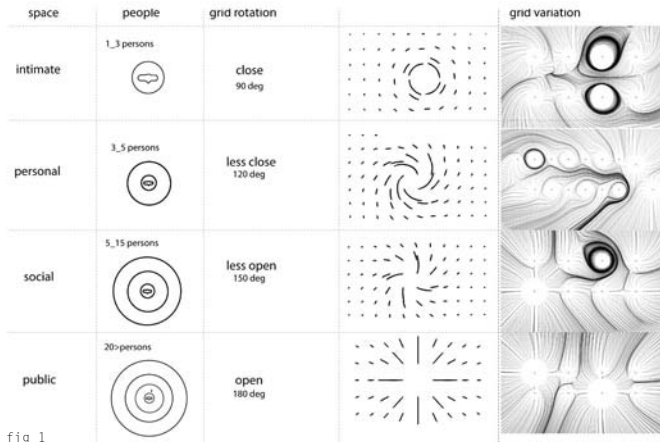 space people grid rotation grid variation
1_3 persons
intimate close
90 deg
3_5 persons
personal less close
120 deg
5_15 persons
social less open
150 deg
20>persons
public open
180 deg
fig 1